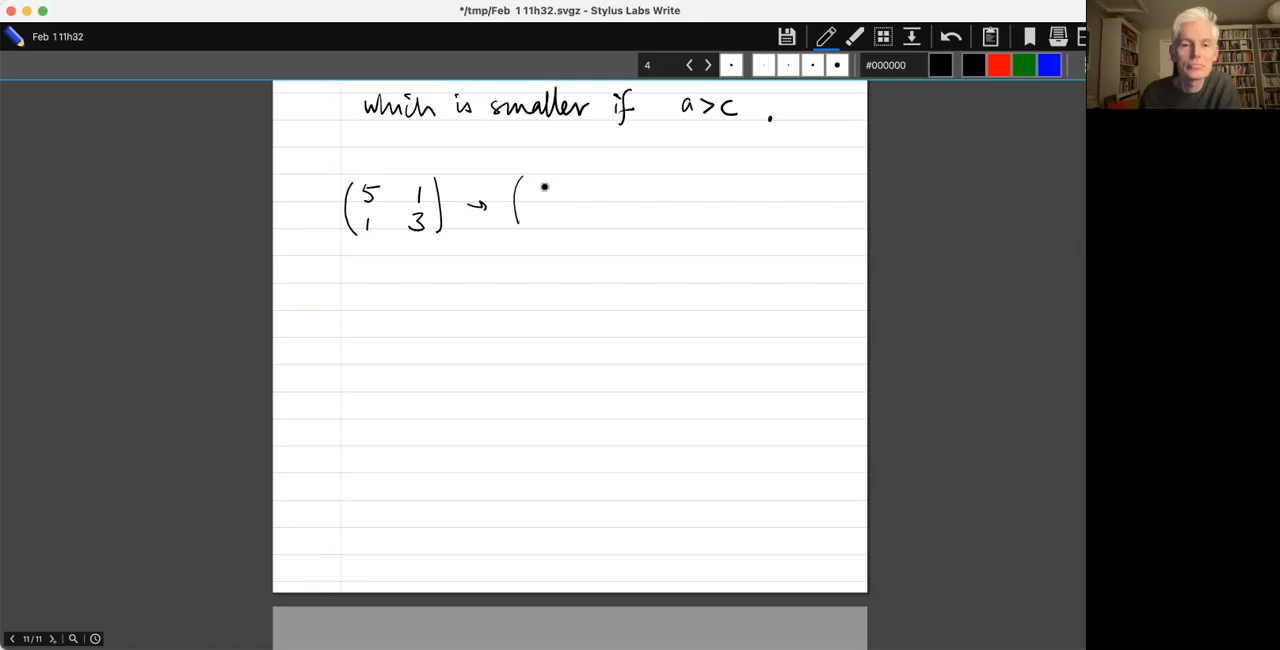 */tmp/Feb 1 11h32.svgz - Stylus Labs Write
Feb 1 11h32
4 #000000
which is smaller if a > c .
( 5 1
1 3 ) → (
11/11